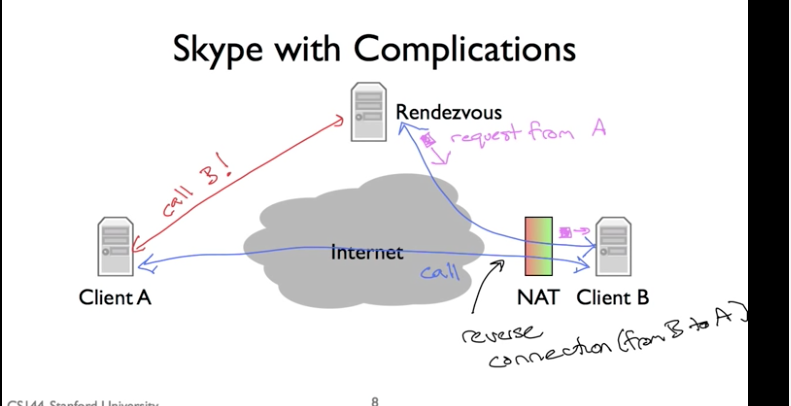 Skype with Complications
Rendezvous
request from A
call B!
Internet
call
Client A
NAT Client B
reverse
connection (from B to A)
CS144, Stanford University
8